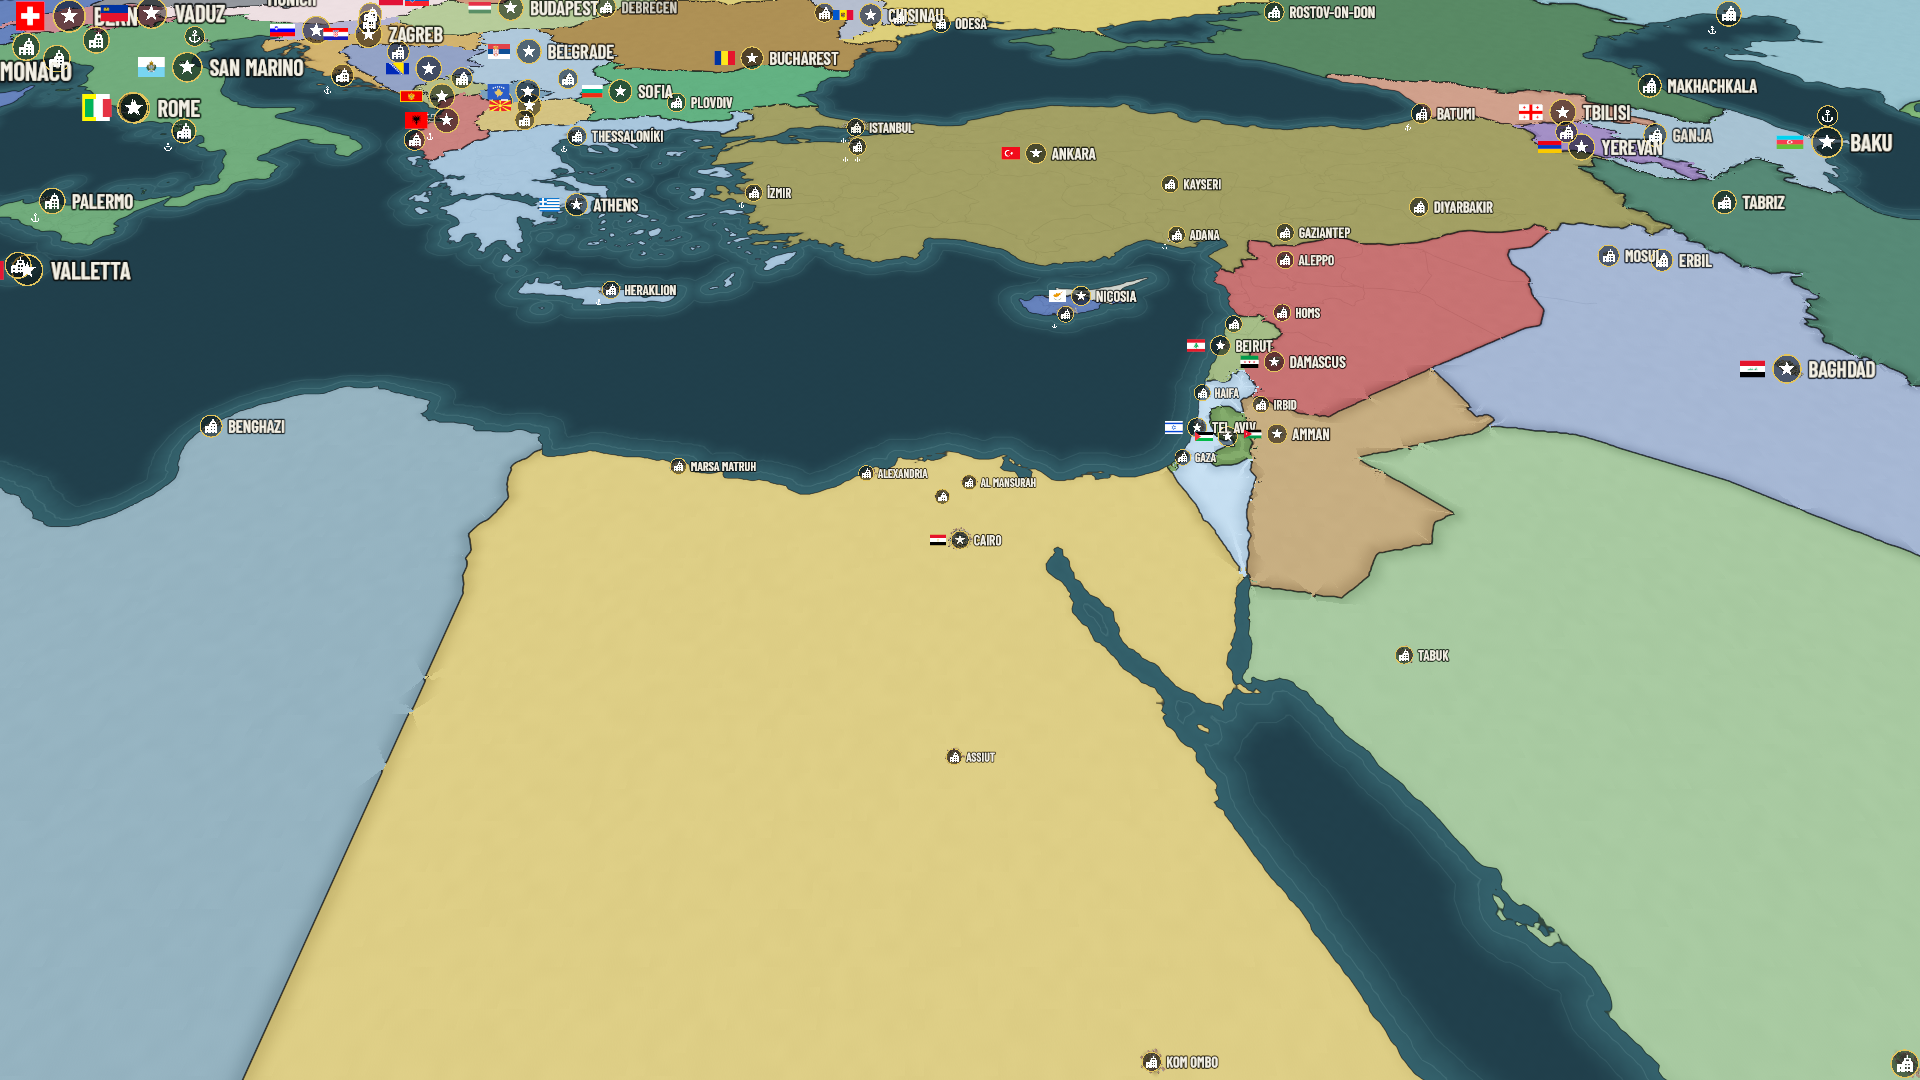 BUDAPEST
DEBRECEN
VADUZ
CHISINAU
ROSTOV-ON-DON
ODESA
ZAGREB
BELGRADE
BUCHAREST
MONACO
SAN MARINO
SOFIA
MAKHACHKALA
PLOVDIV
ROME
BATUMI
TBILISI
ISTANBUL
THESSALONİKİ
GANJA
BAKU
YEREVAN
ANKARA
KAYSERI
İZMIR
PALERMO
TABRIZ
ATHENS
DIYARBAKIR
GAZIANTEP
ADANA
MOSUL
ERBIL
ALEPPO
VALLETTA
HERAKLION
NICOSIA
HOMS
BEIRUT
DAMASCUS
BAGHDAD
HAIFA
IRBID
BENGHAZI
TEL AVIV
AMMAN
GAZA
MARSA MATRUH
ALEXANDRIA
AL MANSURAH
CAIRO
TABUK
ASSIUT
KOM OMBO